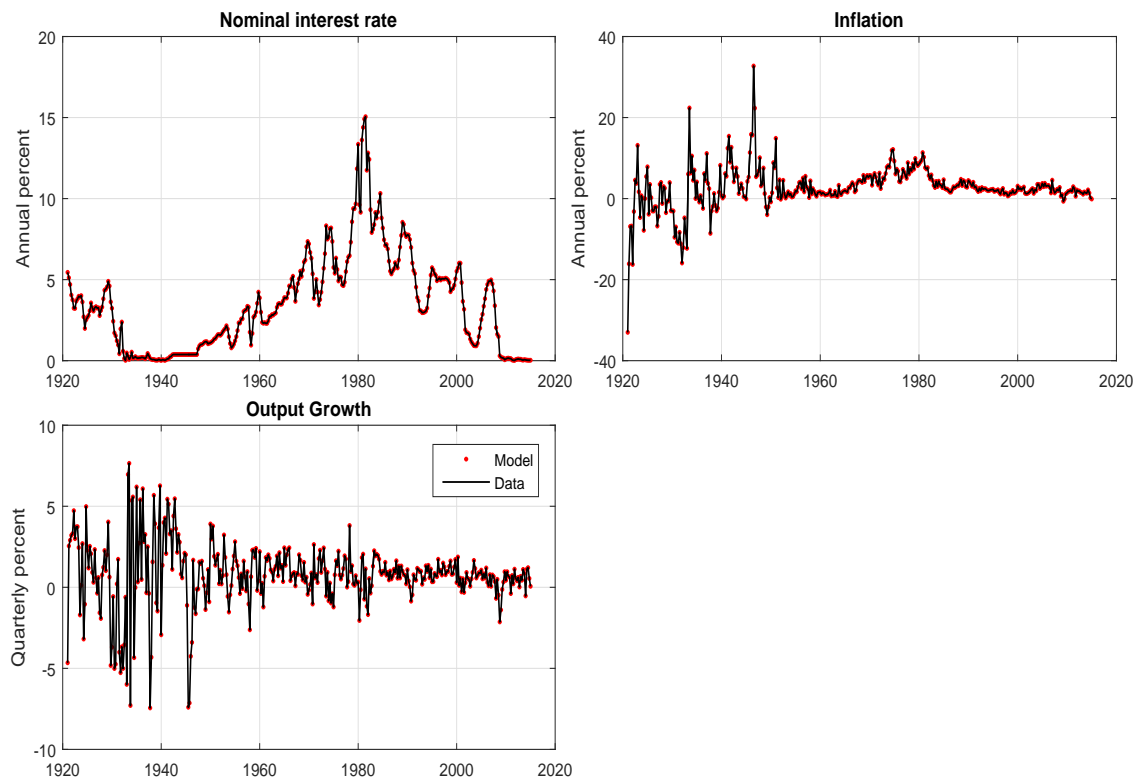 Nominal interest rate
Annual percent
20
15
10
5
0
1920 1940 1960 1980 2000 2020
Inflation
Annual percent
40
20
0
-20
-40
1920 1940 1960 1980 2000 2020
Output Growth
Quarterly percent
10
5
0
-5
-10
1920 1940 1960 1980 2000 2020
Model
Data